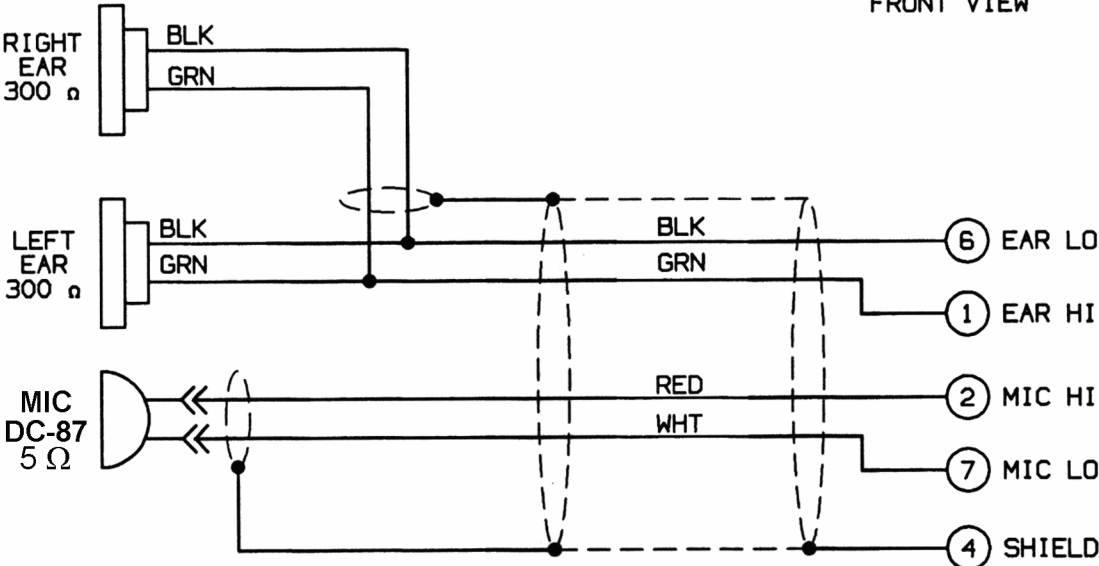 FRONT VIEW
RIGHT
EAR
300 Ω
BLK
GRN
LEFT
EAR
300 Ω
BLK
GRN
BLK
GRN
6 EAR LO
1 EAR HI
MIC
DC-87
5 Ω
RED
WHT
2 MIC HI
7 MIC LO
4 SHIELD